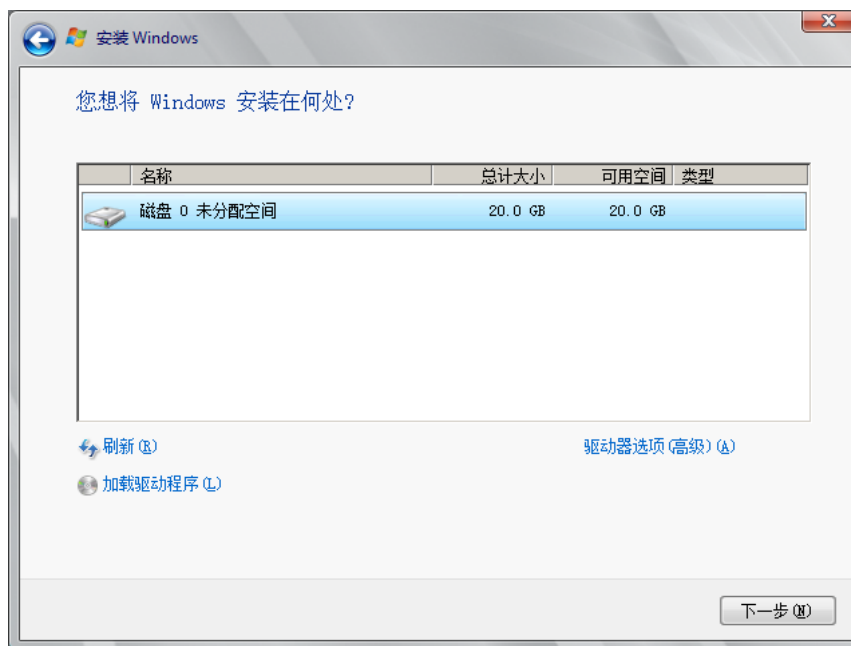 安装 Windows
您想将 Windows 安装在何处?
名称 总计大小 可用空间 类型
磁盘 0 未分配空间 20.0 GB 20.0 GB
刷新(R) 驱动器选项(高级)(A)
加载驱动程序(L)
下一步(N)